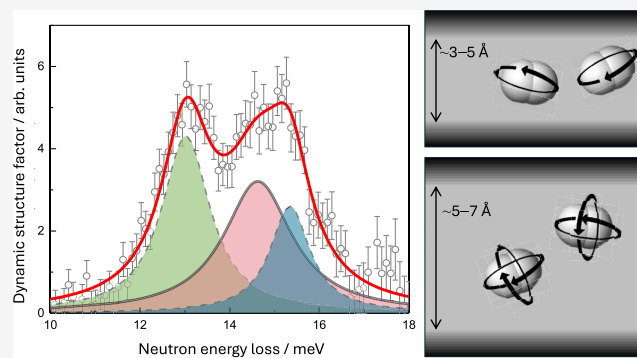 Dynamic structure factor / arb. units
6
4
2
0
10
12
14
16
18
Neutron energy loss / meV
~3–5 Å
~5–7 Å